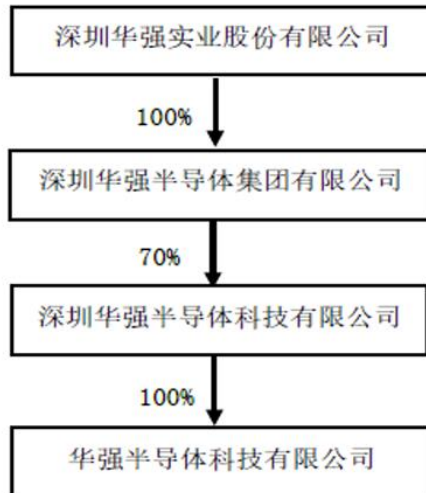 深圳华强实业股份有限公司
100%
深圳华强半导体集团有限公司
70%
深圳华强半导体科技有限公司
100%
华强半导体科技有限公司